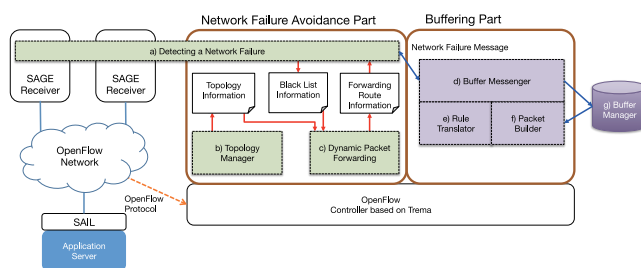 Network Failure Avoidance Part
Buffering Part
a) Detecting a Network Failure
Network Failure Message
SAGE
Receiver
SAGE
Receiver
Topology
Information
Black List
Information
Forwarding
Route
Information
d) Buffer Messenger
g) Buffer
Manager
e) Rule
Translator
f) Packet
Builder
b) Topology
Manager
c) Dynamic Packet
Forwarding
OpenFlow
Network
OpenFlow
Protocol
OpenFlow
Controller based on Trema
SAIL
Application
Server